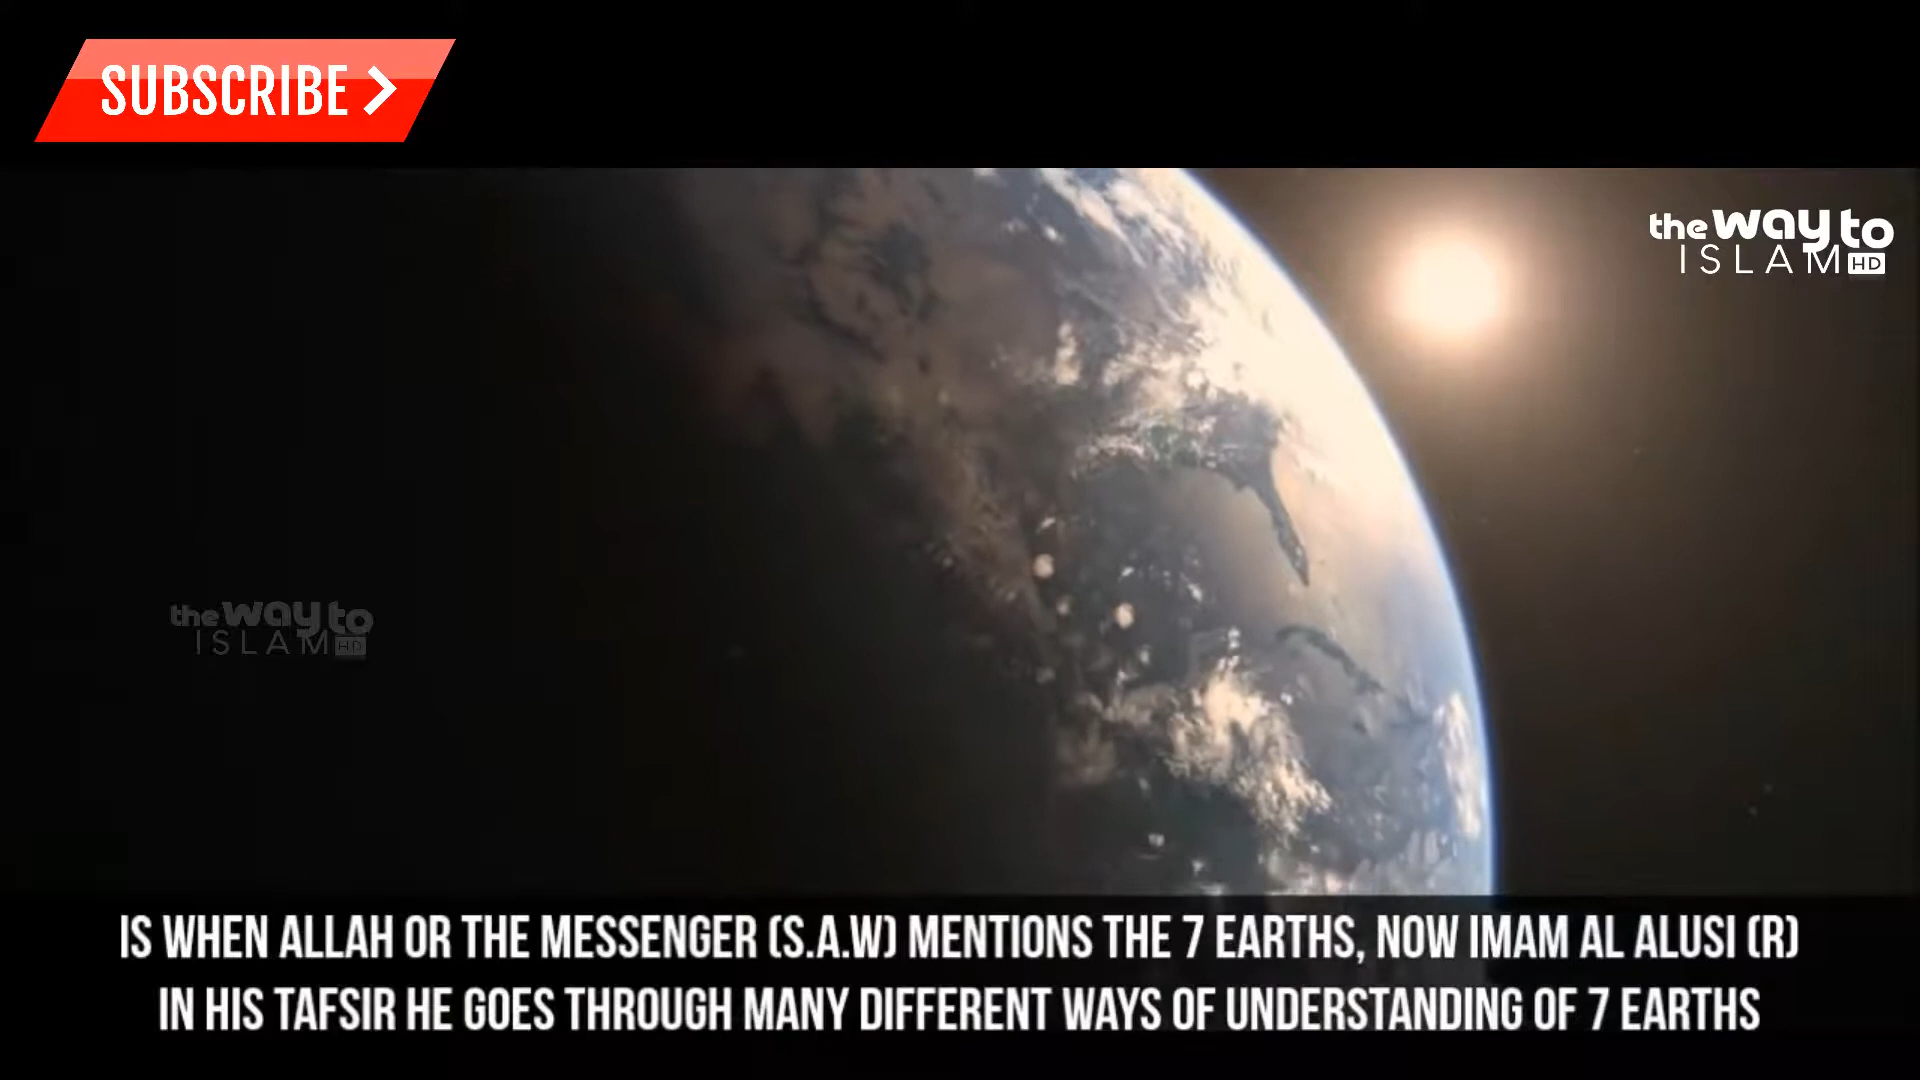 SUBSCRIBE
the way to
ISLAM HD
the way to
ISLAM HD
IS WHEN ALLAH OR THE MESSENGER (S.A.W) MENTIONS THE 7 EARTHS, NOW IMAM AL ALUSI (R)
IN HIS TAFSIR HE GOES THROUGH MANY DIFFERENT WAYS OF UNDERSTANDING OF 7 EARTHS